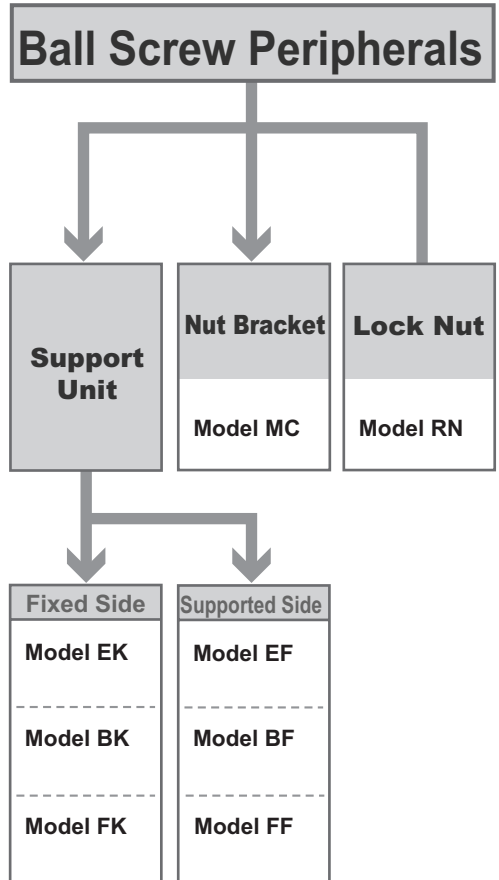 Ball Screw Peripherals
Support
Unit
Nut Bracket
Model MC
Lock Nut
Model RN
Fixed Side
Model EK
Model BK
Model FK
Supported Side
Model EF
Model BF
Model FF